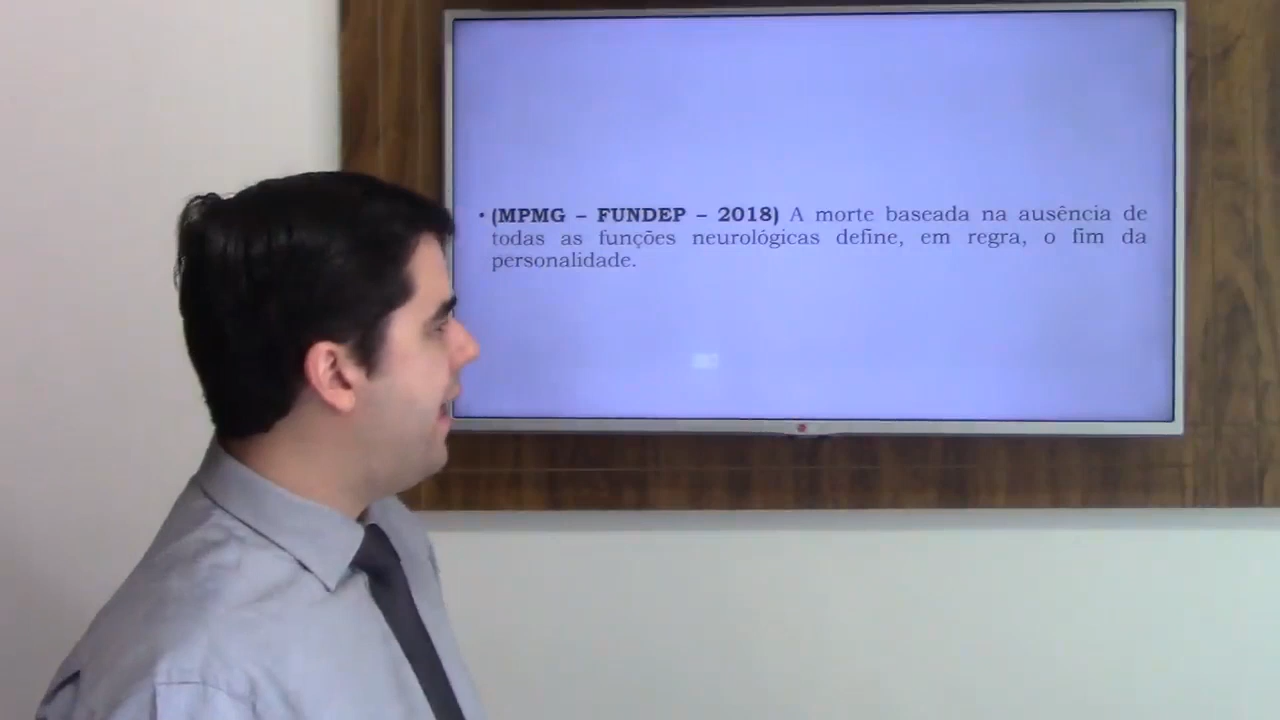 • (MPMG – FUNDEP – 2018) A morte baseada na ausência de
todas as funções neurológicas define, em regra, o fim da
personalidade.